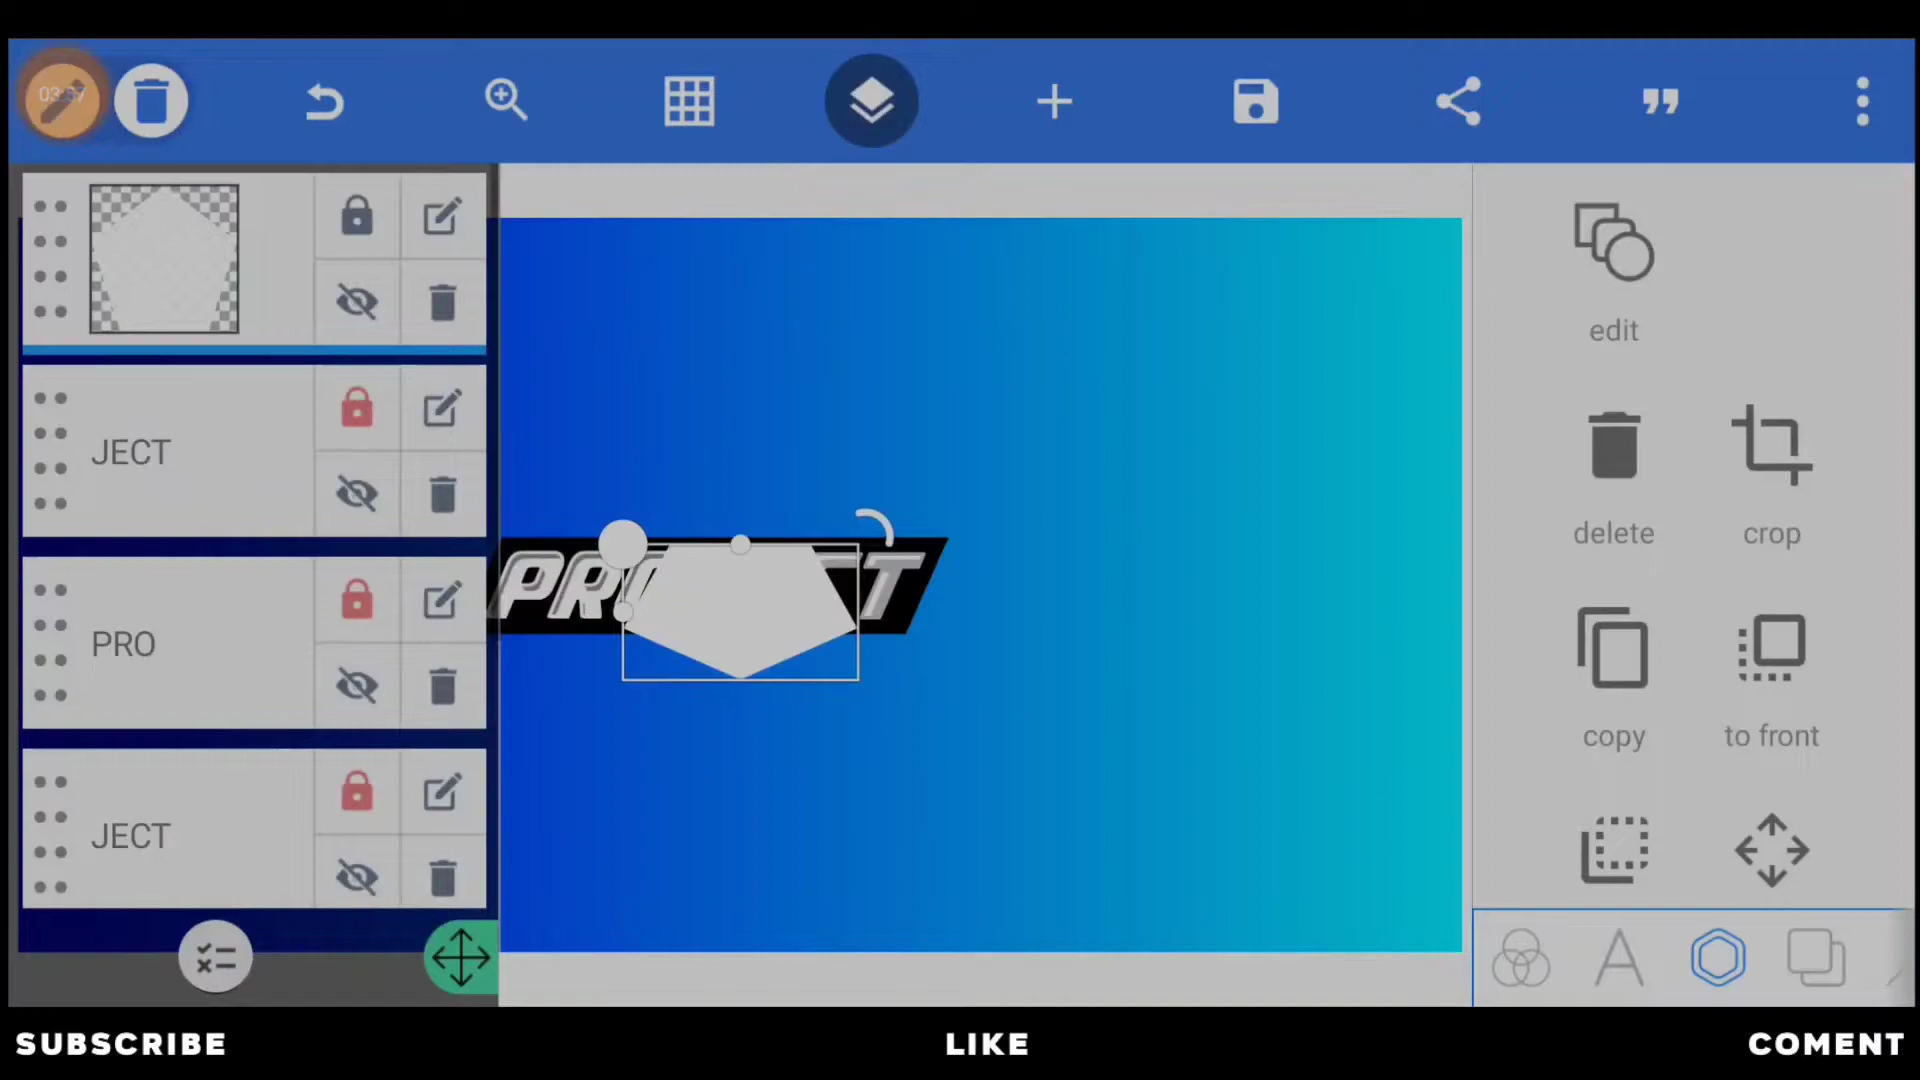 edit
JECT
delete
crop
PRO
copy
to front
JECT
SUBSCRIBE
LIKE
COMENT